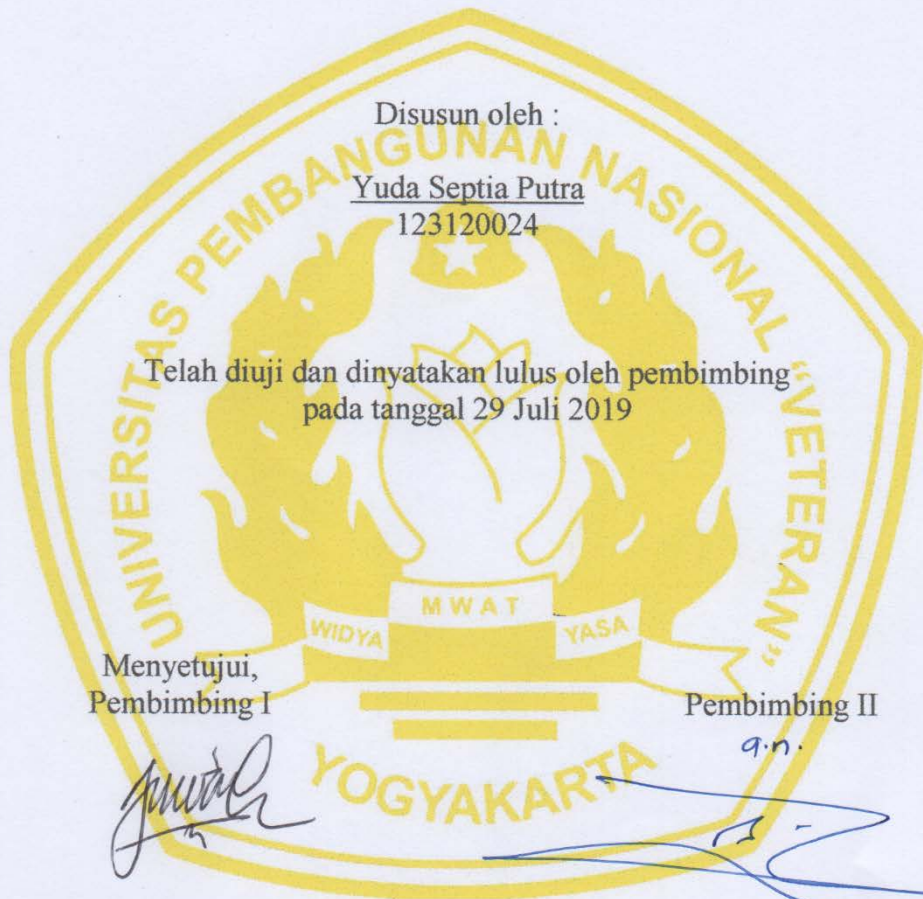 Disusun oleh :
UNIVERSITAS PEMBANGUNAN NASIONAL "VETERAN"
Yuda Septia Putra
123120024
Telah diuji dan dinyatakan lulus oleh pembimbing
pada tanggal 29 Juli 2019
WIDYA MWAT YASA
Menyetujui,
Pembimbing I
Pembimbing II
a.n.
YOGYAKARTA